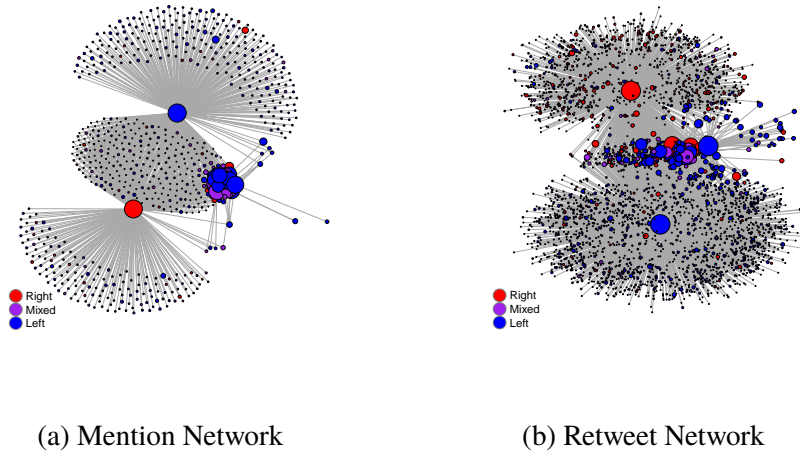 Right
Mixed
Left
Right
Mixed
Left
(a) Mention Network
(b) Retweet Network